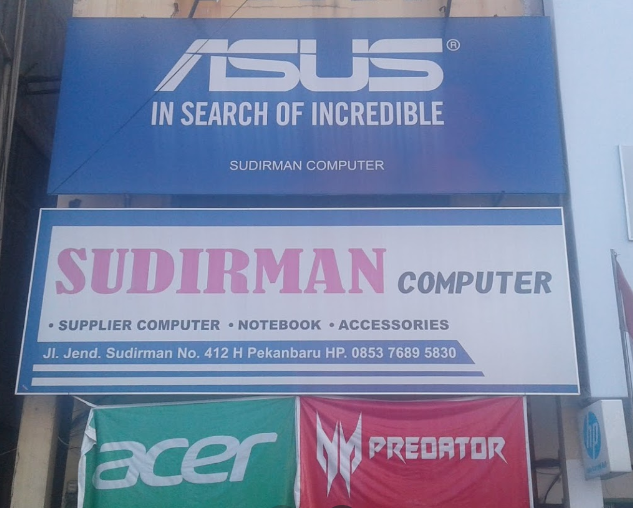 ASUS®
IN SEARCH OF INCREDIBLE
SUDIRMAN COMPUTER
SUDIRMAN COMPUTER
• SUPPLIER COMPUTER • NOTEBOOK • ACCESSORIES
Jl. Jend. Sudirman No. 412 H Pekanbaru HP. 0853 7689 5830
acer
PREDATOR
hp